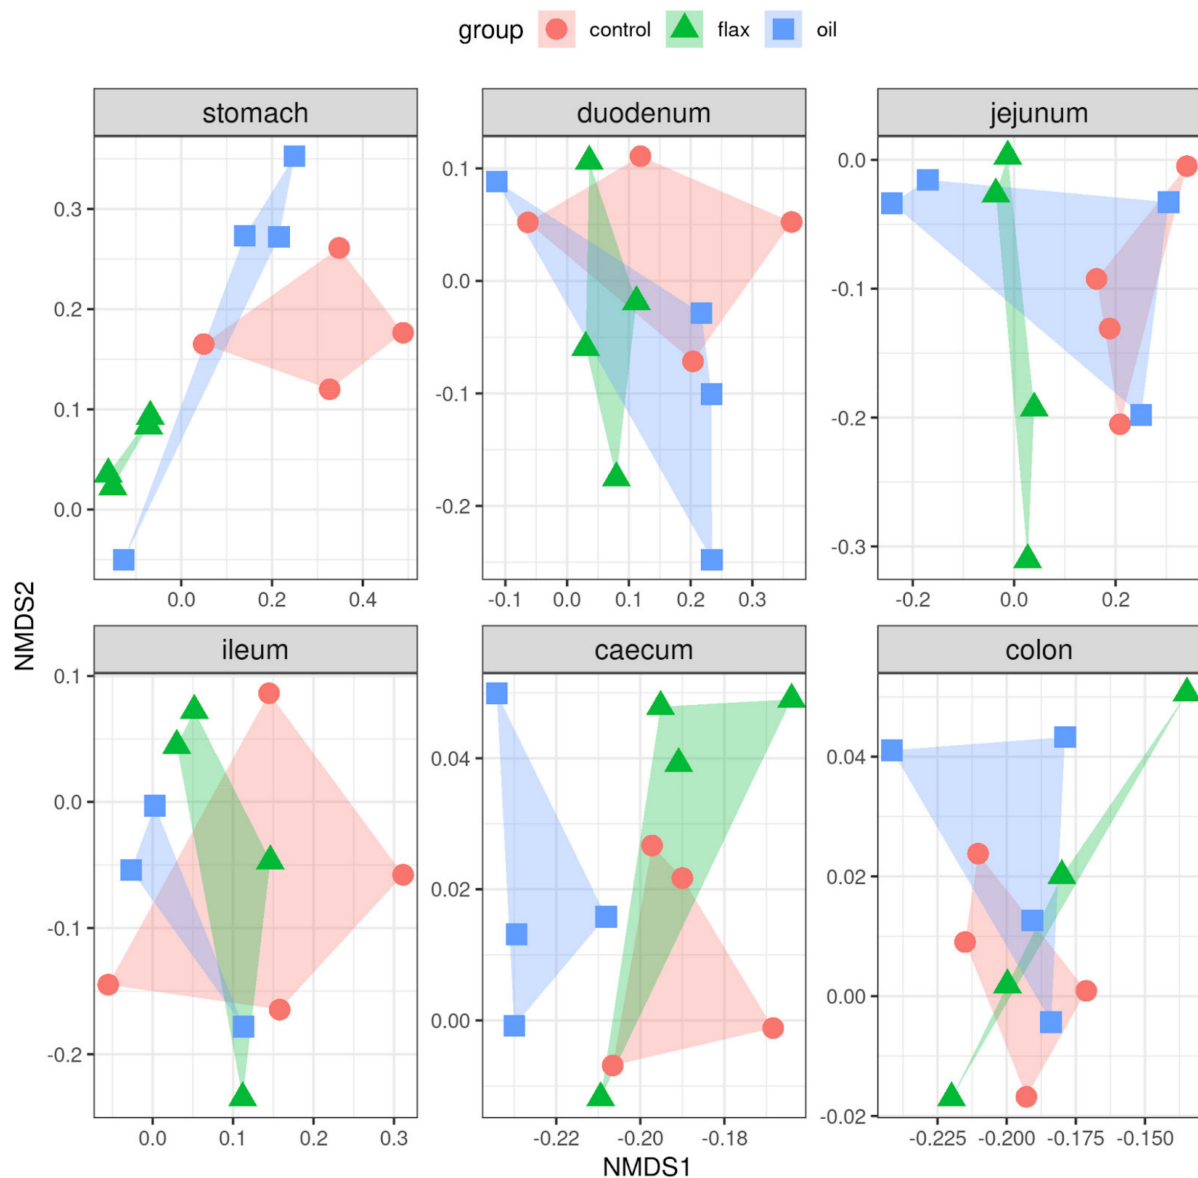 group control flax oil
stomach duodenum jejunum
0.3
0.2
0.1
0.0
0.0 0.2 0.4
0.1
0.0
-0.1
-0.2
-0.1 0.0 0.1 0.2 0.3
0.0
-0.1
-0.2
-0.3
-0.2 0.0 0.2
NMDS2
ileum caecum colon
0.1
0.0
-0.1
-0.2
0.0 0.1 0.2 0.3
0.04
0.02
0.00
-0.22 -0.20 -0.18
0.04
0.02
0.00
-0.02
-0.225 -0.200 -0.175 -0.150
NMDS1